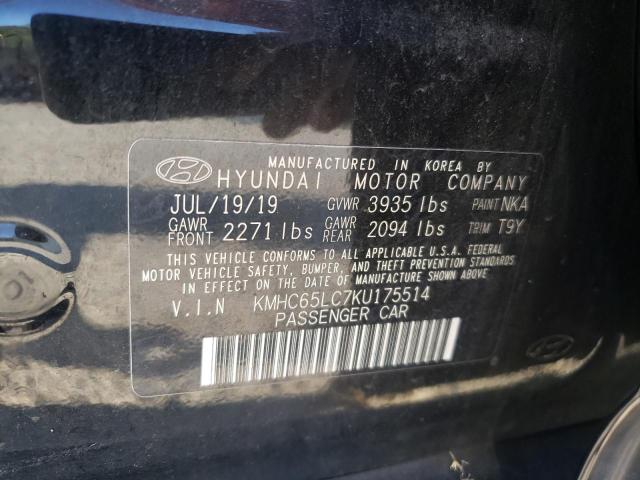 MANUFACTURED IN KOREA BY
HYUNDAI MOTOR COMPANY
JUL/19/19 GVWR 3935 lbs PAINT NKA
GAWR FRONT 2271 lbs GAWR REAR 2094 lbs TRIM T9Y
THIS VEHICLE CONFORMS TO ALL APPLICABLE U.S.A. FEDERAL
MOTOR VEHICLE SAFETY, BUMPER, AND THEFT PREVENTION STANDARDS
IN EFFECT ON THE DATE OF MANUFACTURE SHOWN ABOVE.
V.I.N KMHC65LC7KU175514
PASSENGER CAR